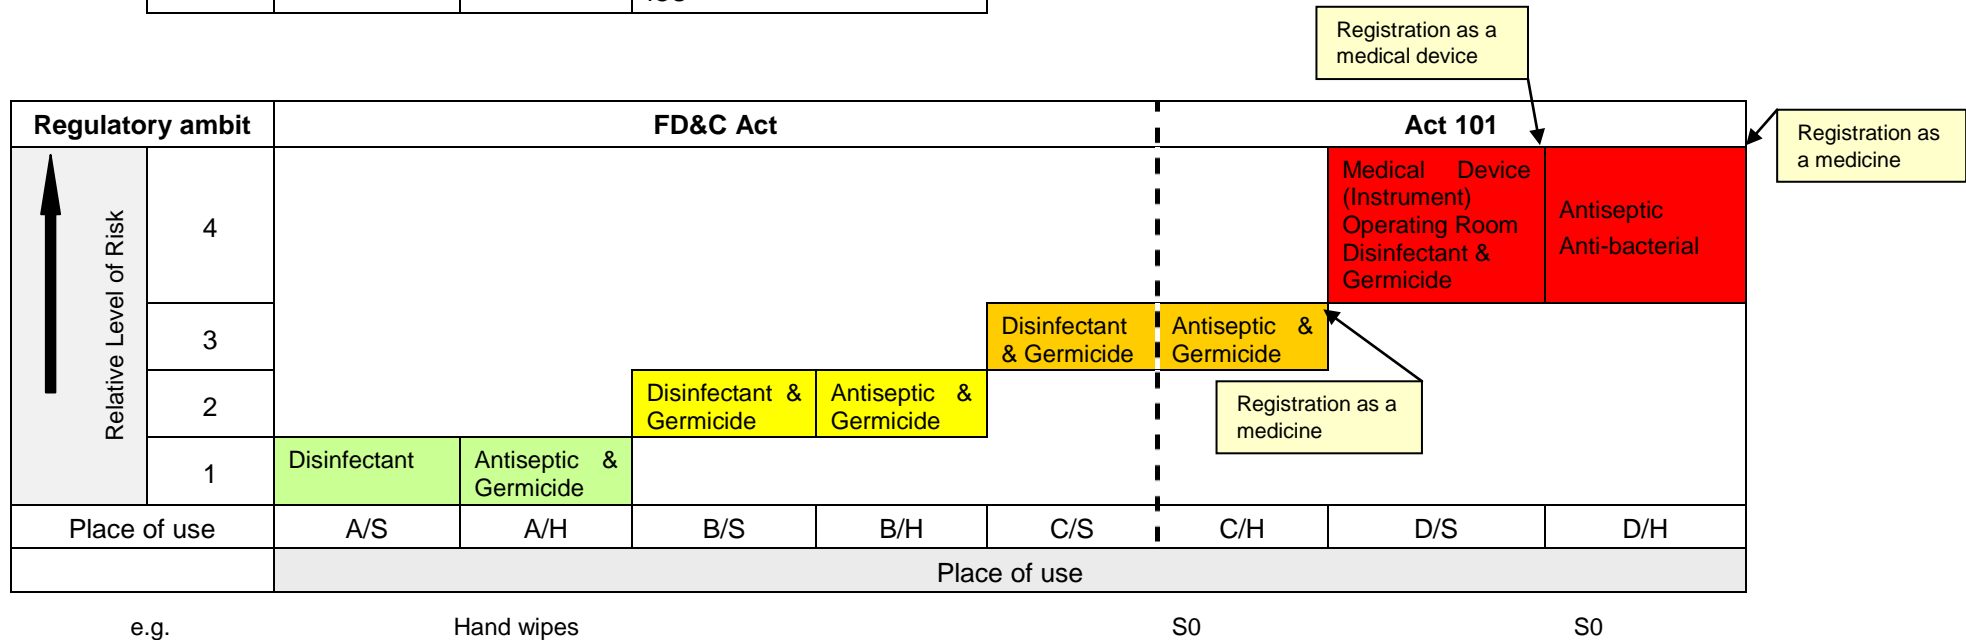 Registration as a
medical device
Regulatory ambit
FD&C Act
Act 101
Registration as
a medicine
Relative Level of Risk
4
Medical Device
(Instrument)
Operating Room
Disinfectant &
Germicide
Antiseptic
Anti-bacterial
3
Disinfectant
& Germicide
Antiseptic &
Germicide
2
Disinfectant &
Germicide
Antiseptic &
Germicide
Registration as a
medicine
1
Disinfectant
Antiseptic &
Germicide
Place of use
A/S
A/H
B/S
B/H
C/S
C/H
D/S
D/H
Place of use
e.g.
Hand wipes
S0
S0